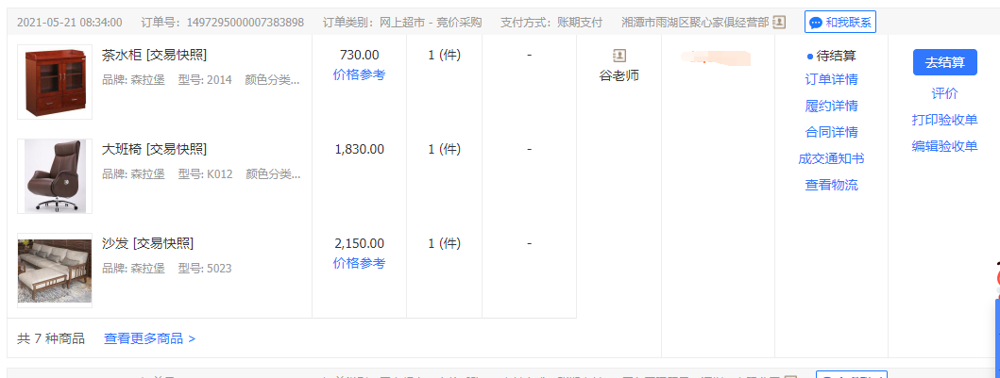 2021-05-21 08:34:00 订单号：1497295000007383898 订单类别：网上超市 - 竞价采购 支付方式：账期支付 湘潭市雨湖区聚心家俱经营部 和我联系
茶水柜 [交易快照] 730.00 1 (件) -
品牌: 森拉堡 型号: 2014 颜色分类... 价格参考
谷老师
待结算
去结算
订单详情
评价
履约详情
打印验收单
合同详情
编辑验收单
成交通知书
查看物流
大班椅 [交易快照] 1,830.00 1 (件) -
品牌: 森拉堡 型号: K012 颜色分类...
沙发 [交易快照] 2,150.00 1 (件) -
品牌: 森拉堡 型号: 5023 价格参考
共 7 种商品 查看更多商品 >